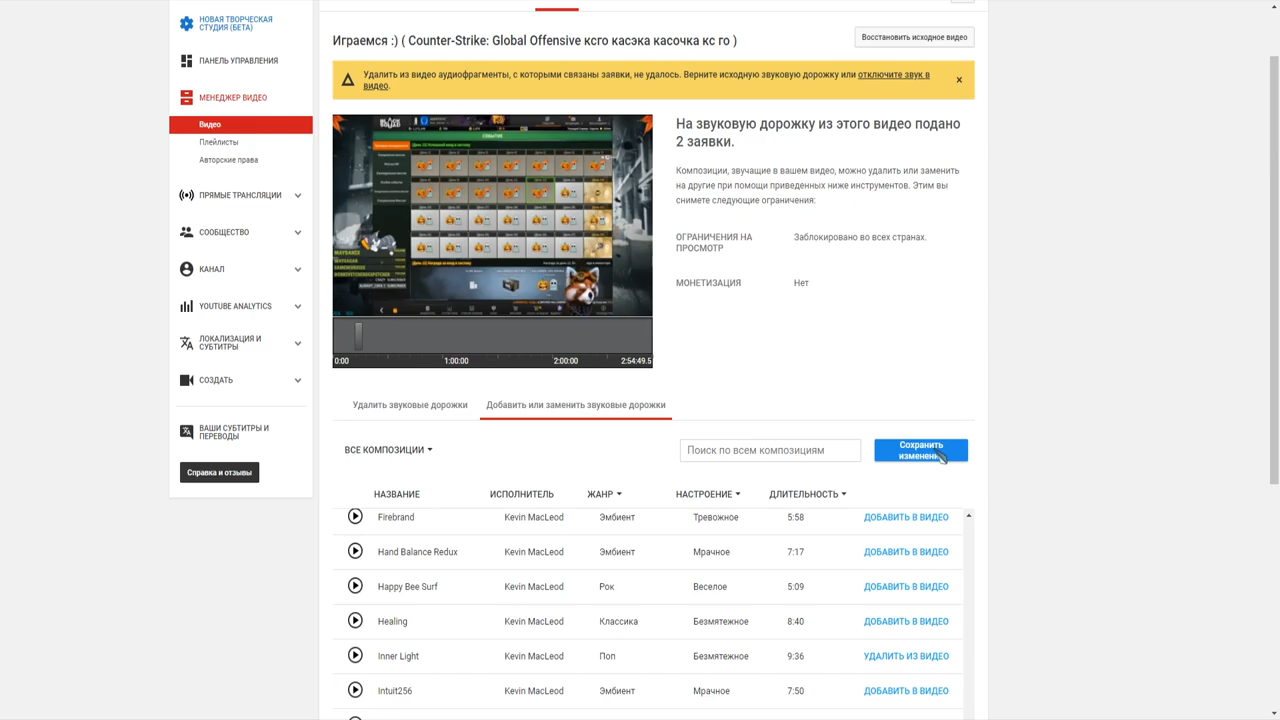 НОВАЯ ТВОРЧЕСКАЯ
СТУДИЯ (БЕТА)
ПАНЕЛЬ УПРАВЛЕНИЯ
МЕНЕДЖЕР ВИДЕО
Видео
Плейлисты
Авторские права
ПРЯМЫЕ ТРАНСЛЯЦИИ
СООБЩЕСТВО
КАНАЛ
YOUTUBE ANALYTICS
ЛОКАЛИЗАЦИЯ И
СУБТИТРЫ
СОЗДАТЬ
ВАШИ СУБТИТРЫ И
ПЕРЕВОДЫ
Справка и отзывы
Играемся :) ( Counter-Strike: Global Offensive ксго касэка касочка кс го )
Восстановить исходное видео
Удалить из видео аудиофрагменты, с которыми связаны заявки, не удалось. Верните исходную звуковую дорожку или отключите звук в
видео.
На звуковую дорожку из этого видео подано
2 заявки.
Композиции, звучащие в вашем видео, можно удалить или заменить
на другие при помощи приведенных ниже инструментов. Этим вы
снимете следующие ограничения:
ОГРАНИЧЕНИЯ НА
ПРОСМОТР
Заблокировано во всех странах.
МОНЕТИЗАЦИЯ
Нет
0:00 1:00:00 2:00:00 2:54:49.5
Удалить звуковые дорожки
Добавить или заменить звуковые дорожки
ВСЕ КОМПОЗИЦИИ
Поиск по всем композициям
Сохранить
изменени
НАЗВАНИЕ ИСПОЛНИТЕЛЬ ЖАНР НАСТРОЕНИЕ ДЛИТЕЛЬНОСТЬ
Firebrand Kevin MacLeod Эмбиент Тревожное 5:58 ДОБАВИТЬ В ВИДЕО
Hand Balance Redux Kevin MacLeod Эмбиент Мрачное 7:17 ДОБАВИТЬ В ВИДЕО
Happy Bee Surf Kevin MacLeod Рок Веселое 5:09 ДОБАВИТЬ В ВИДЕО
Healing Kevin MacLeod Классика Безмятежное 8:40 ДОБАВИТЬ В ВИДЕО
Inner Light Kevin MacLeod Поп Безмятежное 9:36 УДАЛИТЬ ИЗ ВИДЕО
Intuit256 Kevin MacLeod Эмбиент Мрачное 7:50 ДОБАВИТЬ В ВИДЕО